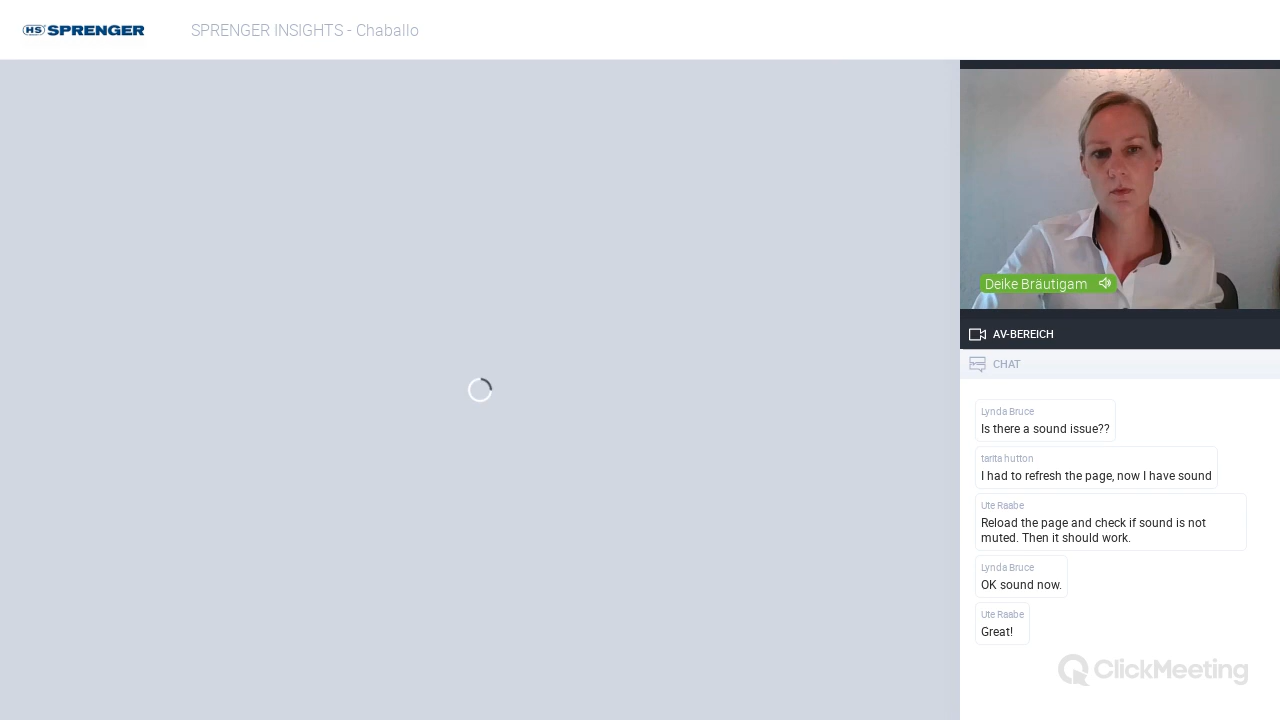 HS SPRENGER
SPRENGER INSIGHTS - Chaballo
Deike Bräutigam
AV-BEREICH
CHAT
Lynda Bruce
Is there a sound issue??
tarita hutton
I had to refresh the page, now I have sound
Ute Raabe
Reload the page and check if sound is not
muted. Then it should work.
Lynda Bruce
OK sound now.
Ute Raabe
Great!
ClickMeeting